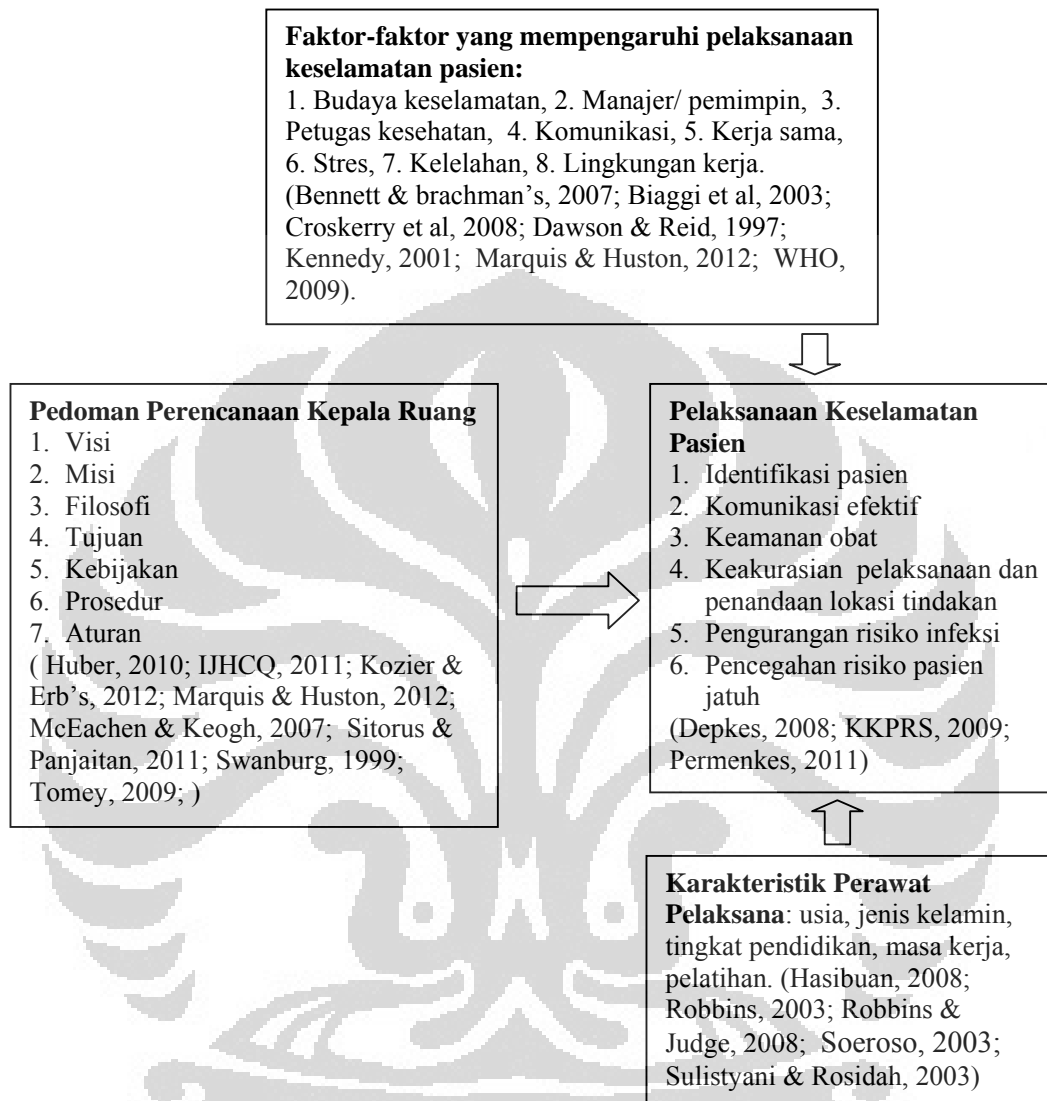 Faktor-faktor yang mempengaruhi pelaksanaan
keselamatan pasien:
1. Budaya keselamatan, 2. Manajer/ pemimpin, 3.
Petugas kesehatan, 4. Komunikasi, 5. Kerja sama,
6. Stres, 7. Kelelahan, 8. Lingkungan kerja.
(Bennett & brachman's, 2007; Biaggi et al, 2003;
Croskerry et al, 2008; Dawson & Reid, 1997;
Kennedy, 2001; Marquis & Huston, 2012; WHO,
2009).
Pedoman Perencanaan Kepala Ruang
1. Visi
2. Misi
3. Filosofi
4. Tujuan
5. Kebijakan
6. Prosedur
7. Aturan
( Huber, 2010; IJHCQ, 2011; Kozier &
Erb's, 2012; Marquis & Huston, 2012;
McEachen & Keogh, 2007; Sitorus &
Panjaitan, 2011; Swanburg, 1999;
Tomey, 2009; )
Pelaksanaan Keselamatan
Pasien
1. Identifikasi pasien
2. Komunikasi efektif
3. Keamanan obat
4. Keakurasian pelaksanaan dan
penandaan lokasi tindakan
5. Pengurangan risiko infeksi
6. Pencegahan risiko pasien
jatuh
(Depkes, 2008; KKPRS, 2009;
Permenkes, 2011)
Karakteristik Perawat
Pelaksana: usia, jenis kelamin,
tingkat pendidikan, masa kerja,
pelatihan. (Hasibuan, 2008;
Robbins, 2003; Robbins &
Judge, 2008; Soeroso, 2003;
Sulistyani & Rosidah, 2003)